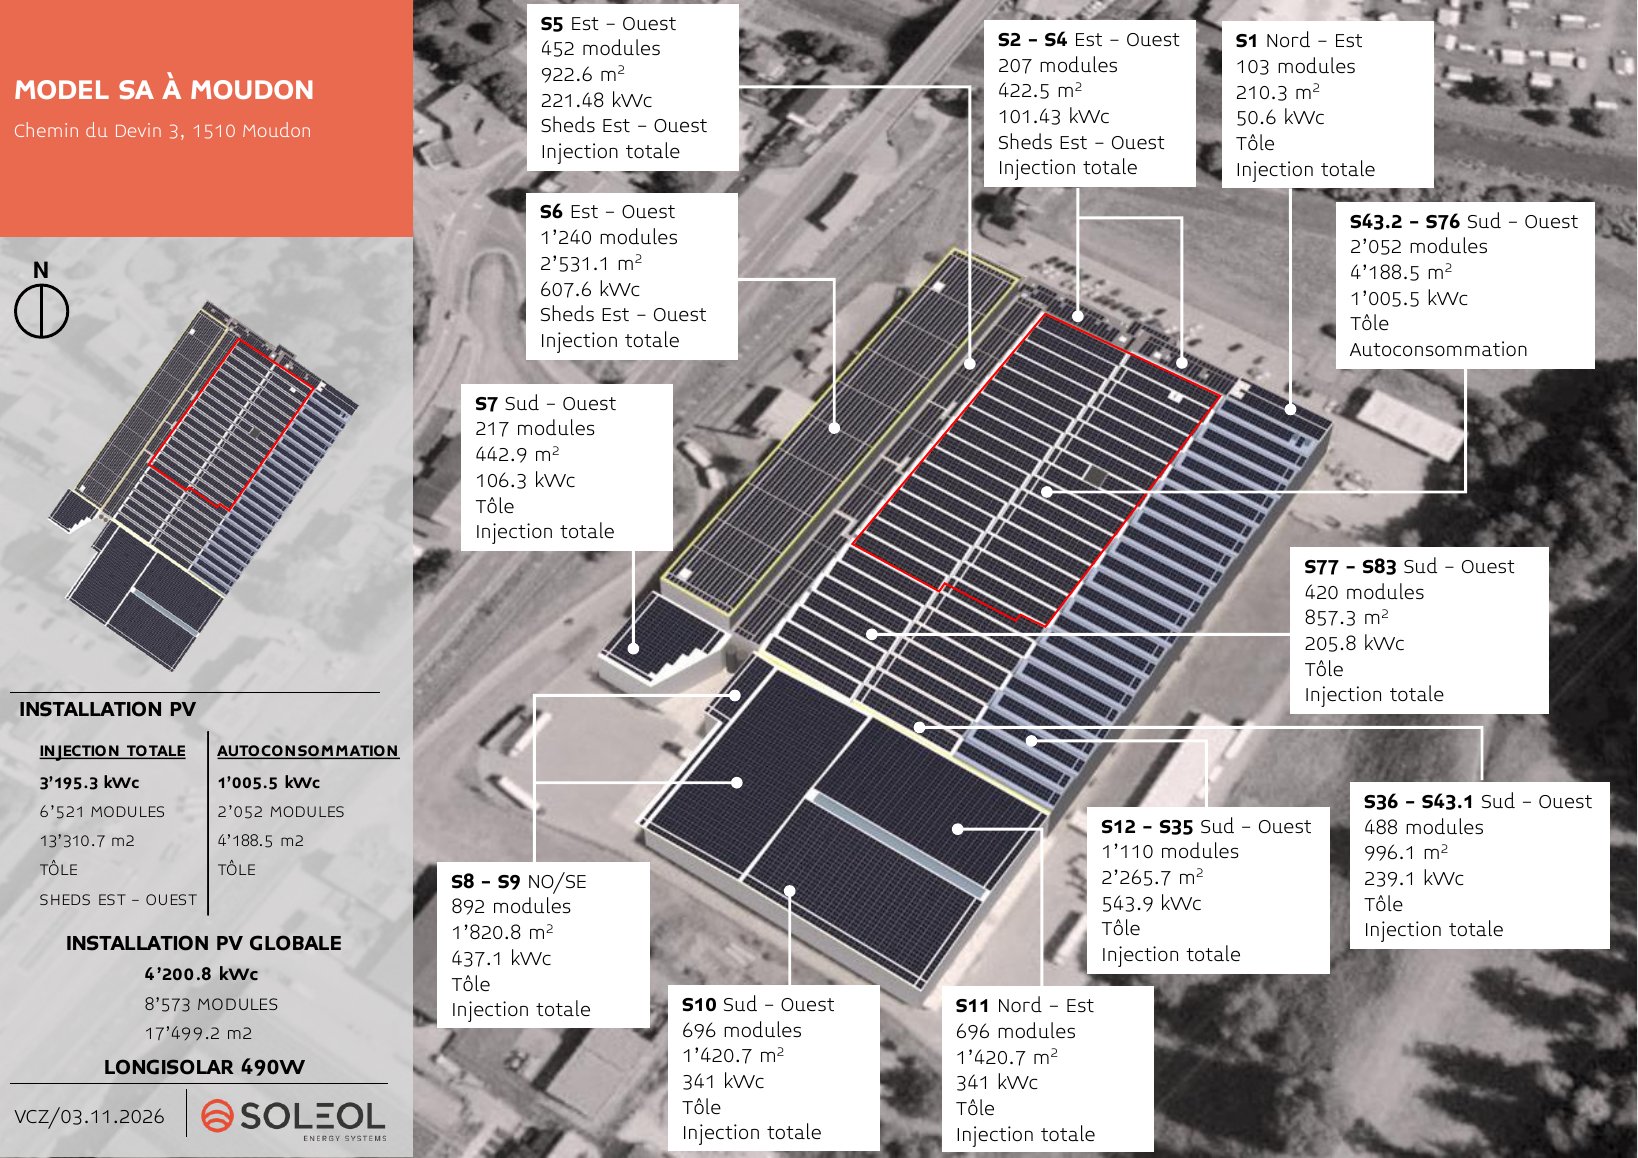 MODEL SA À MOUDON
Chemin du Devin 3, 1510 Moudon
N
INSTALLATION PV
INJECTION TOTALE
3’195.3 kWc
6’521 MODULES
13’310.7 m2
TÔLE
SHEDS EST – OUEST
AUTOCONSOMMATION
1’005.5 kWc
2’052 MODULES
4’188.5 m2
TÔLE
INSTALLATION PV GLOBALE
4’200.8 kWc
8’573 MODULES
17’499.2 m2
LONGISOLAR 490W
VCZ/03.11.2026
SOLEOL
ENERGY SYSTEMS
S5 Est – Ouest
452 modules
922.6 m²
221.48 kWc
Sheds Est – Ouest
Injection totale
S2 – S4 Est – Ouest
207 modules
422.5 m²
101.43 kWc
Sheds Est – Ouest
Injection totale
S1 Nord – Est
103 modules
210.3 m²
50.6 kWc
Tôle
Injection totale
S6 Est – Ouest
1’240 modules
2’531.1 m²
607.6 kWc
Sheds Est – Ouest
Injection totale
S43.2 – S76 Sud – Ouest
2’052 modules
4’188.5 m²
1’005.5 kWc
Tôle
Autoconsommation
S7 Sud – Ouest
217 modules
442.9 m²
106.3 kWc
Tôle
Injection totale
S77 – S83 Sud – Ouest
420 modules
857.3 m²
205.8 kWc
Tôle
Injection totale
S36 – S43.1 Sud – Ouest
488 modules
996.1 m²
239.1 kWc
Tôle
Injection totale
S12 – S35 Sud – Ouest
1’110 modules
2’265.7 m²
543.9 kWc
Tôle
Injection totale
S8 – S9 NO/SE
892 modules
1’820.8 m²
437.1 kWc
Tôle
Injection totale
S10 Sud – Ouest
696 modules
1’420.7 m²
341 kWc
Tôle
Injection totale
S11 Nord – Est
696 modules
1’420.7 m²
341 kWc
Tôle
Injection totale